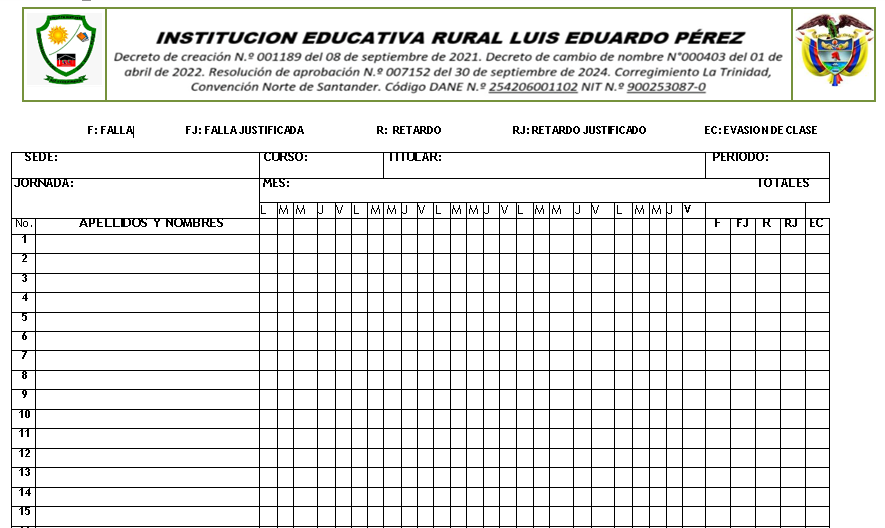 INSTITUCION EDUCATIVA RURAL LUIS EDUARDO PÉREZ
Decreto de creación N.º 001189 del 08 de septiembre de 2021. Decreto de cambio de nombre N°000403 del 01 de
abril de 2022. Resolución de aprobación N.º 007152 del 30 de septiembre de 2024. Corregimiento La Trinidad,
Convención Norte de Santander. Código DANE N.º 254206001102 NIT N.º 900253087-0
F: FALLA FJ: FALLA JUSTIFICADA R: RETARDO RJ: RETARDO JUSTIFICADO EC: EVASION DE CLASE
SEDE: CURSO: TITULAR: PERIODO:
JORNADA: MES: TOTALES
L M M J V L M M J V L M M J V L M M J V L M M J V
No. APELLIDOS Y NOMBRES F FJ R RJ EC
1
2
3
4
5
6
7
8
9
10
11
12
13
14
15